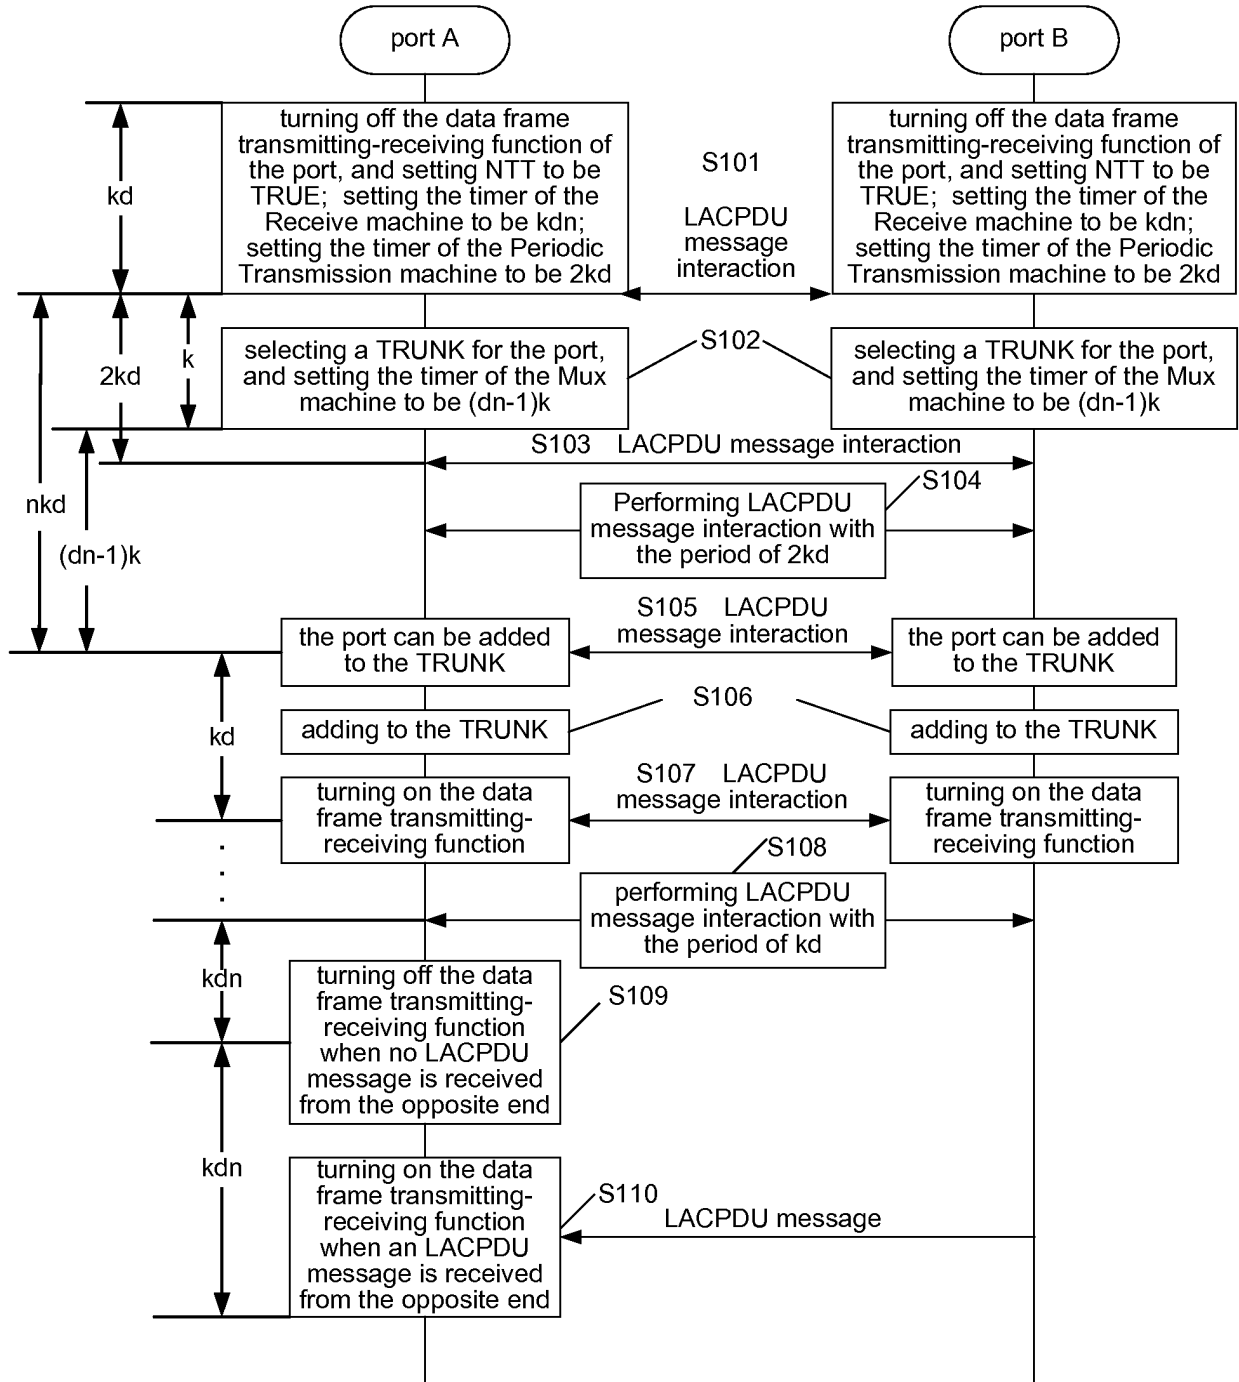 port A
port B
turning off the data frame
transmitting-receiving function of
the port, and setting NTT to be
TRUE; setting the timer of the
Receive machine to be kdn;
setting the timer of the Periodic
Transmission machine to be 2kd
S101
LACPDU
message
interaction
turning off the data frame
transmitting-receiving function of
the port, and setting NTT to be
TRUE; setting the timer of the
Receive machine to be kdn;
setting the timer of the Periodic
Transmission machine to be 2kd
kd
nkd
2kd
k
(dn-1)k
selecting a TRUNK for the port,
and setting the timer of the Mux
machine to be (dn-1)k
S102
selecting a TRUNK for the port,
and setting the timer of the Mux
machine to be (dn-1)k
S103 LACPDU message interaction
S104
Performing LACPDU
message interaction with
the period of 2kd
the port can be added
to the TRUNK
S105 LACPDU
message interaction
the port can be added
to the TRUNK
kd
adding to the TRUNK
S106
adding to the TRUNK
turning on the data
frame transmitting-
receiving function
S107 LACPDU
message interaction
turning on the data
frame transmitting-
receiving function
S108
performing LACPDU
message interaction with
the period of kd
kdn
turning off the data
frame transmitting-
receiving function
when no LACPDU
message is received
from the opposite end
S109
kdn
turning on the data
frame transmitting-
receiving function
when an LACPDU
message is received
from the opposite end
S110
LACPDU message